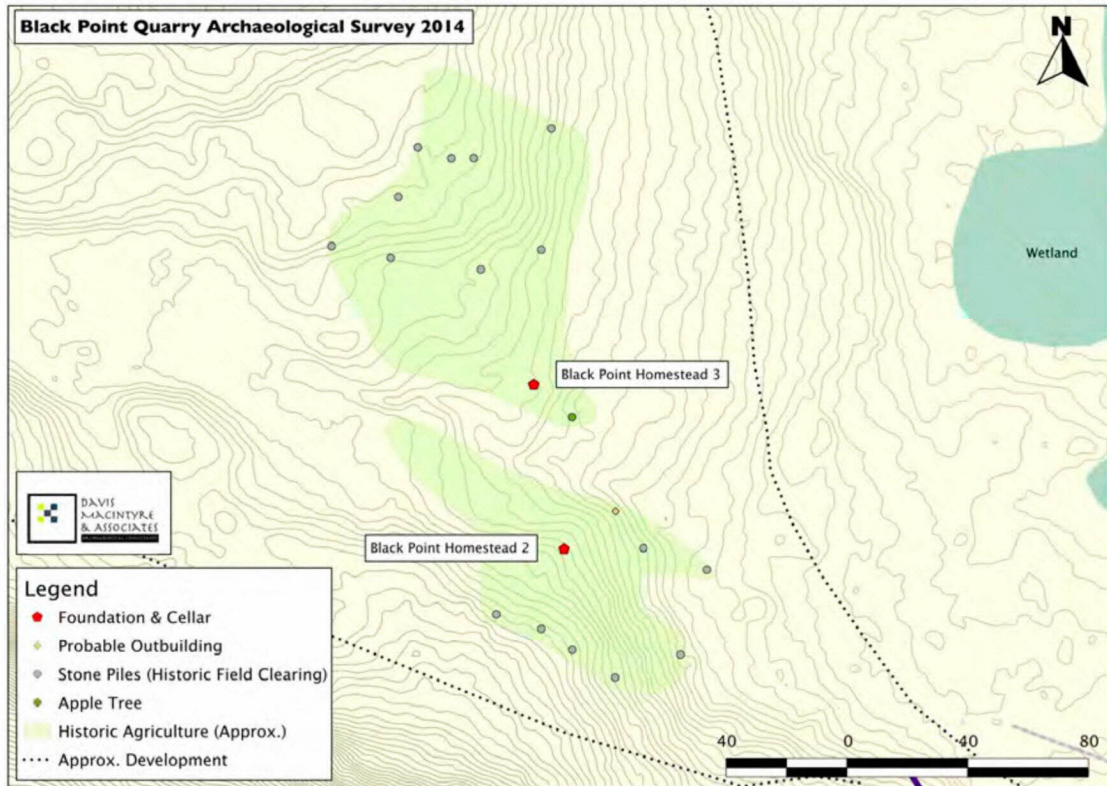 Black Point Quarry Archaeological Survey 2014
N
Wetland
Black Point Homestead 3
Black Point Homestead 2
DAVIS
MACINTYRE
& ASSOCIATES
Legend
Foundation & Cellar
Probable Outbuilding
Stone Piles (Historic Field Clearing)
Apple Tree
Historic Agriculture (Approx.)
Approx. Development
40 0 40 80